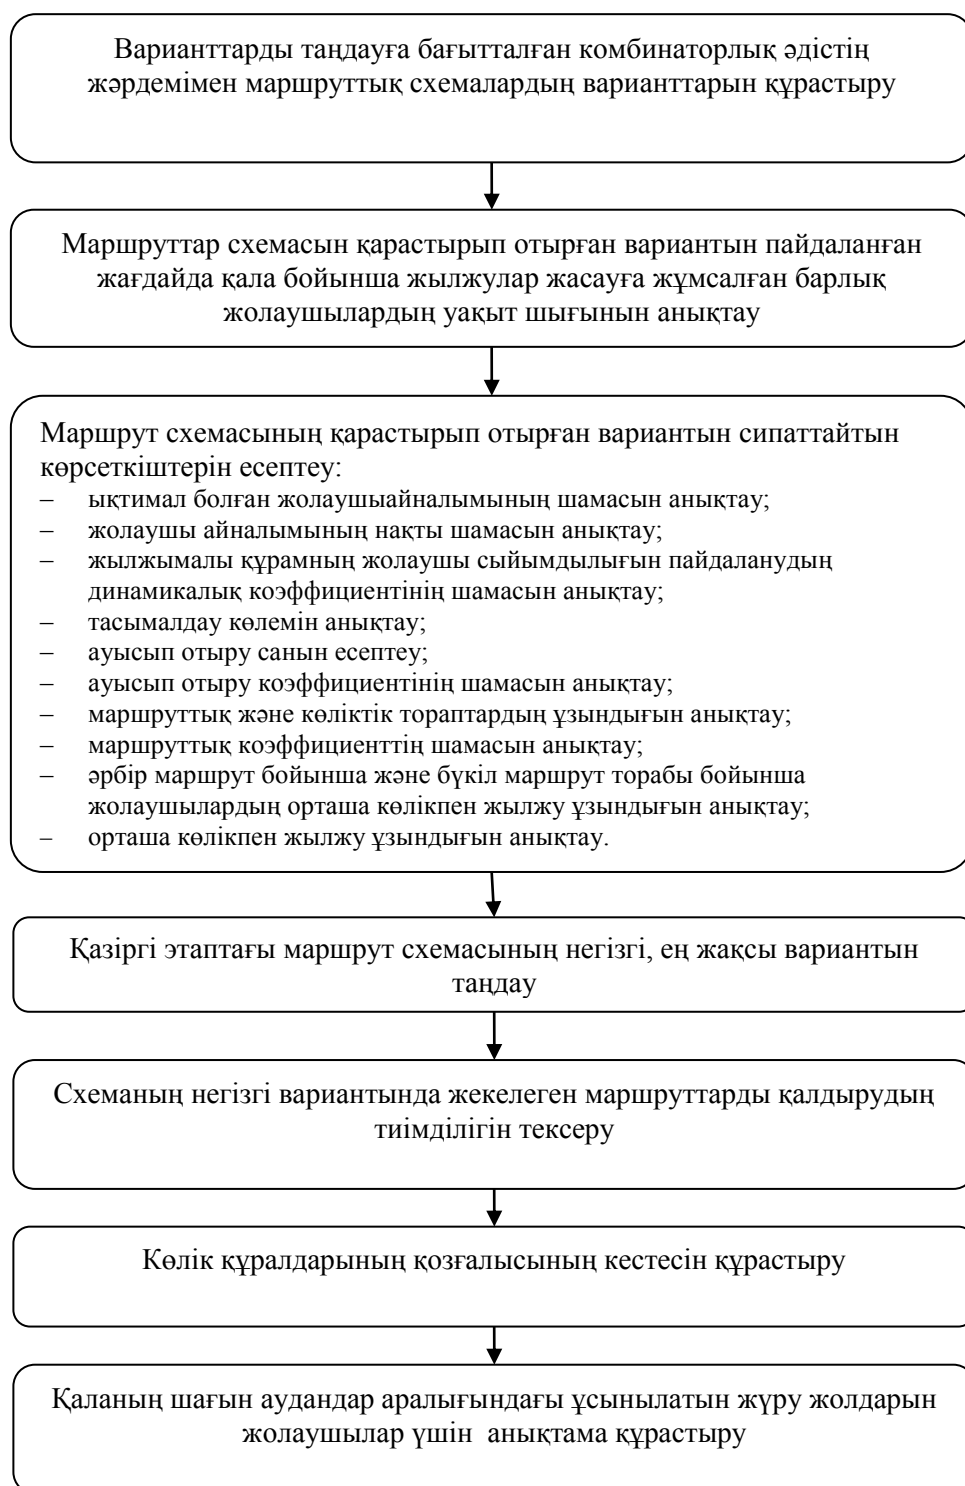 Варианттарды таңдауға бағытталған комбинаторлық әдістің
жәрдемімен маршруттық схемалардың варианттарын құрастыру
Маршруттар схемасын қарастырып отырған вариантын пайдаланған
жағдайда қала бойынша жылжулар жасауға жұмсалған барлық
жолаушылардың уақыт шығынын анықтау
Маршрут схемасының қарастырып отырған вариантын сипаттайтын
көрсеткіштерін есептеу:
– ықтимал болған жолаушыайналымының шамасын анықтау;
– жолаушы айналымының нақты шамасын анықтау;
– жылжымалы құрамның жолаушы сыйымдылығын пайдаланудың
динамикалық коэффициентінің шамасын анықтау;
– тасымалдау көлемін анықтау;
– ауысып отыру санын есептеу;
– ауысып отыру коэффициентінің шамасын анықтау;
– маршруттық және көліктік тораптардың ұзындығын анықтау;
– маршруттық коэффициенттің шамасын анықтау;
– әрбір маршрут бойынша және бүкіл маршрут торабы бойынша
жолаушылардың орташа көлікпен жылжу ұзындығын анықтау;
– орташа көлікпен жылжу ұзындығын анықтау.
Қазіргі этаптағы маршрут схемасының негізгі, ең жақсы вариантын
таңдау
Схеманың негізгі вариантында жекелеген маршруттарды қалдырудың
тиімділігін тексеру
Көлік құралдарының қозғалысының кестесін құрастыру
Қаланың шағын аудандар аралығындағы ұсынылатын жүру жолдарын
жолаушылар үшін анықтама құрастыру